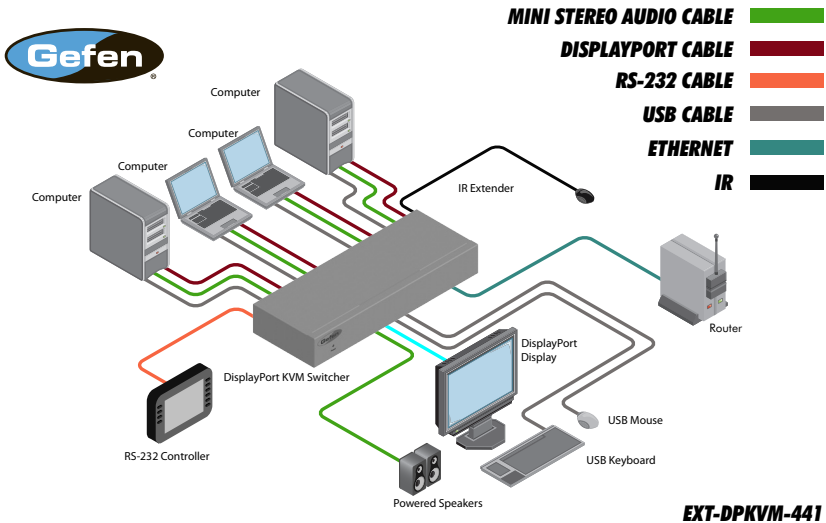 MINI STEREO AUDIO CABLE
DISPLAYPORT CABLE
RS-232 CABLE
USB CABLE
ETHERNET
IR
Gefen
®
Computer
Computer
Computer
Computer
IR Extender
Router
DisplayPort
Display
DisplayPort KVM Switcher
USB Mouse
RS-232 Controller
USB Keyboard
Powered Speakers
EXT-DPKVM-441